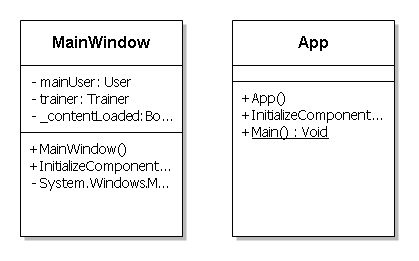 MainWindow
- mainUser: User
- trainer: Trainer
- _contentLoaded:Bo...
+ MainWindow()
+ InitializeComponent...
- System.Windows.M...
App
+ App()
+ InitializeComponent...
+ Main() : Void